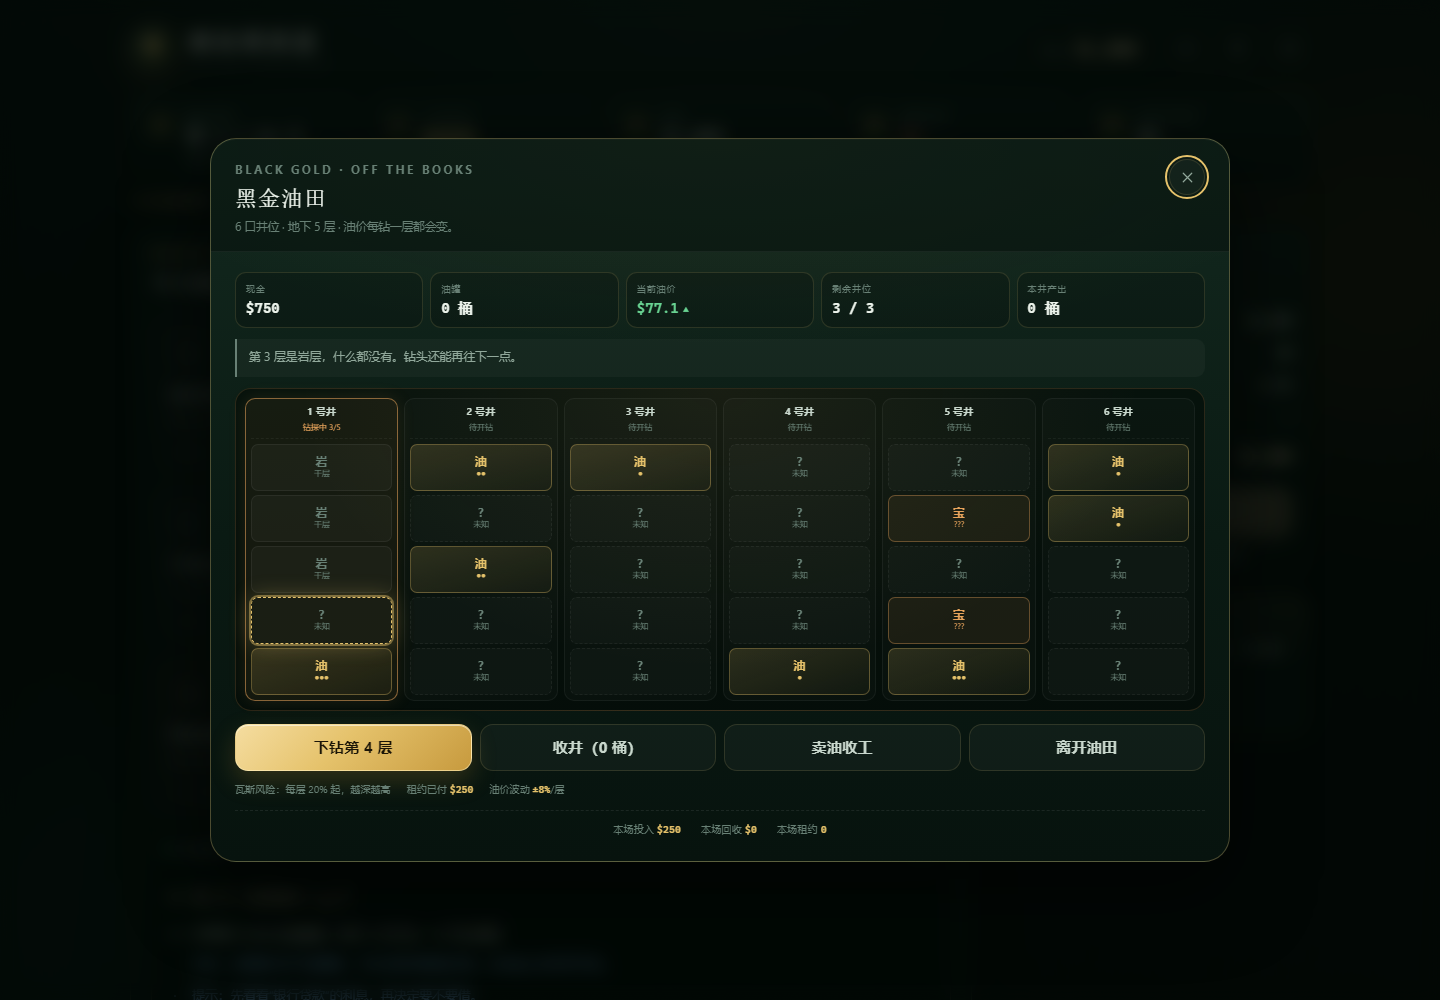 BLACK GOLD · OFF THE BOOKS
黑金油田
6 口井位 · 地下 5 层 · 油价每钻一层都会变。
现金
$750
油罐
0 桶
当前油价
$77.1 ▲
剩余井位
3 / 3
本井产出
0 桶
第 3 层是岩层，什么都没有。钻头还能再往下一点。
1 号井
钻探中 3/5
岩
干层
岩
干层
岩
干层
?
未知
油
●●●
2 号井
待开钻
油
●●
?
未知
油
●●
?
未知
?
未知
3 号井
待开钻
油
●
?
未知
?
未知
?
未知
?
未知
4 号井
待开钻
?
未知
?
未知
?
未知
?
未知
油
●
5 号井
待开钻
?
未知
宝
???
?
未知
宝
???
油
●●●
6 号井
待开钻
油
●
油
●
?
未知
?
未知
?
未知
下钻第 4 层
收井（0 桶）
卖油收工
离开油田
瓦斯风险：每层 20% 起，越深越高 租约已付 $250 油价波动 ±8%/层
本场投入 $250 本场回收 $0 本场租约 0